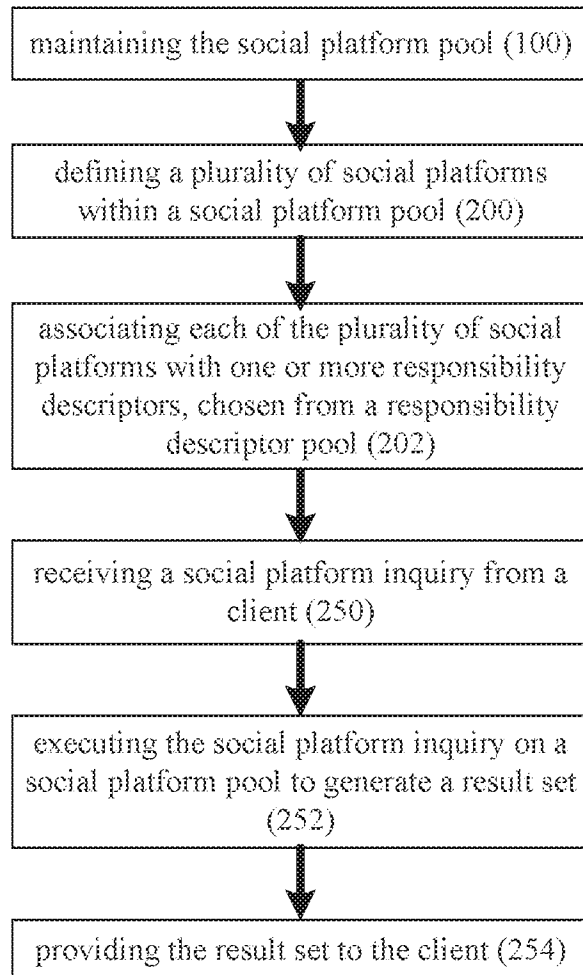 maintaining the social platform pool (100)
defining a plurality of social platforms
within a social platform pool (200)
associating each of the plurality of social
platforms with one or more responsibility
descriptors, chosen from a responsibility
descriptor pool (202)
receiving a social platform inquiry from a
client (250)
executing the social platform inquiry on a
social platform pool to generate a result set
(252)
providing the result set to the client (254)